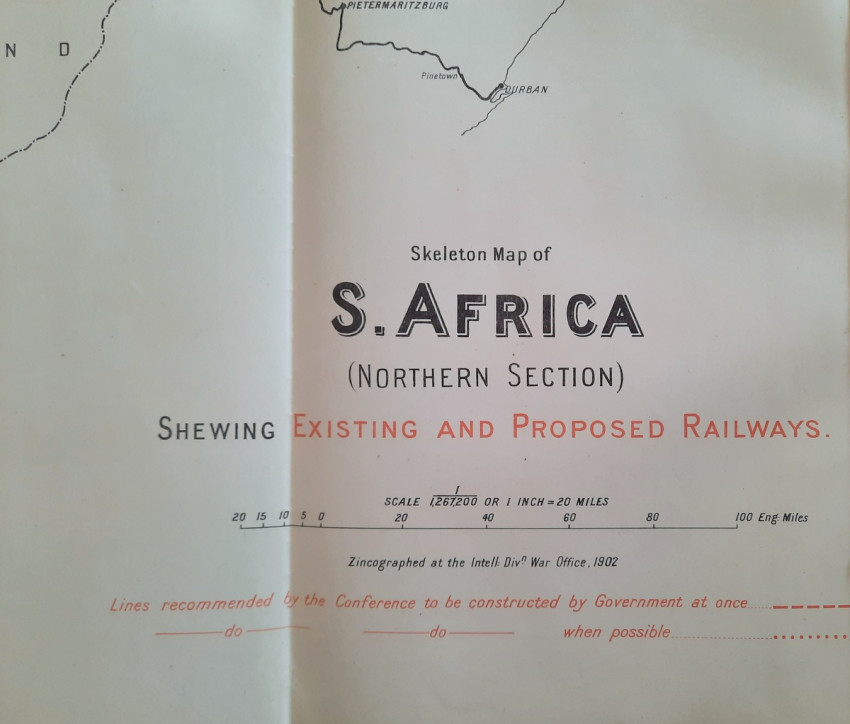 PIETERMARITZBURG
N D
Pinetown
DURBAN
Skeleton Map of
S. AFRICA
(NORTHERN SECTION)
SHEWING EXISTING AND PROPOSED RAILWAYS.
SCALE 1/1,267,200 OR 1 INCH = 20 MILES
20 15 10 5 0 20 40 60 80 100 Eng. Miles
Zincographed at the Intell. Divn War Office, 1902
Lines recommended by the Conference to be constructed by Government at once
do do when possible